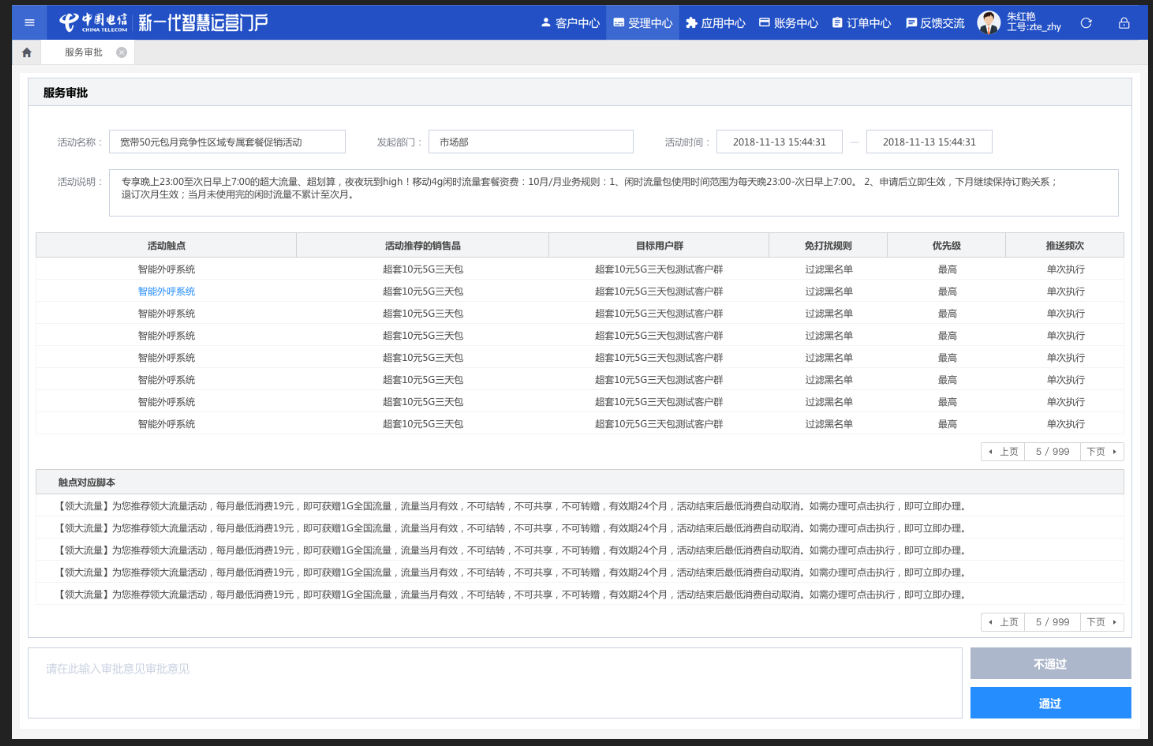 中国电信 CHINA TELECOM 新一代智慧运营门户 客户中心 受理中心 应用中心 账务中心 订单中心 反馈交流 朱红艳
工号:zte_zhy
服务审批
服务审批
活动名称： 宽带50元包月竞争性区域专属套餐促销活动 发起部门： 市场部 活动时间： 2018-11-13 15:44:31 — 2018-11-13 15:44:31
活动说明： 专享晚上23:00至次日早上7:00的超大流量、超划算，夜夜玩到high！移动4g闲时流量套餐资费：10月/月业务规则：1、闲时流量包使用时间范围为每天晚23:00-次日早上7:00。 2、申请后立即生效，下月继续保持订购关系；
退订次月生效；当月未使用完的闲时流量不累计至次月。
活动触点 活动推荐的销售品 目标用户群 免打扰规则 优先级 推送频次
智能外呼系统 超套10元5G三天包 超套10元5G三天包测试客户群 过滤黑名单 最高 单次执行
智能外呼系统 超套10元5G三天包 超套10元5G三天包测试客户群 过滤黑名单 最高 单次执行
智能外呼系统 超套10元5G三天包 超套10元5G三天包测试客户群 过滤黑名单 最高 单次执行
智能外呼系统 超套10元5G三天包 超套10元5G三天包测试客户群 过滤黑名单 最高 单次执行
智能外呼系统 超套10元5G三天包 超套10元5G三天包测试客户群 过滤黑名单 最高 单次执行
智能外呼系统 超套10元5G三天包 超套10元5G三天包测试客户群 过滤黑名单 最高 单次执行
智能外呼系统 超套10元5G三天包 超套10元5G三天包测试客户群 过滤黑名单 最高 单次执行
智能外呼系统 超套10元5G三天包 超套10元5G三天包测试客户群 过滤黑名单 最高 单次执行
上页 5 / 999 下页
触点对应脚本
【领大流量】为您推荐领大流量活动，每月最低消费19元，即可获赠1G全国流量，流量当月有效，不可结转，不可共享，不可转赠，有效期24个月，活动结束后最低消费自动取消。如需办理可点击执行，即可立即办理。
【领大流量】为您推荐领大流量活动，每月最低消费19元，即可获赠1G全国流量，流量当月有效，不可结转，不可共享，不可转赠，有效期24个月，活动结束后最低消费自动取消。如需办理可点击执行，即可立即办理。
【领大流量】为您推荐领大流量活动，每月最低消费19元，即可获赠1G全国流量，流量当月有效，不可结转，不可共享，不可转赠，有效期24个月，活动结束后最低消费自动取消。如需办理可点击执行，即可立即办理。
【领大流量】为您推荐领大流量活动，每月最低消费19元，即可获赠1G全国流量，流量当月有效，不可结转，不可共享，不可转赠，有效期24个月，活动结束后最低消费自动取消。如需办理可点击执行，即可立即办理。
【领大流量】为您推荐领大流量活动，每月最低消费19元，即可获赠1G全国流量，流量当月有效，不可结转，不可共享，不可转赠，有效期24个月，活动结束后最低消费自动取消。如需办理可点击执行，即可立即办理。
上页 5 / 999 下页
请在此输入审批意见审批意见 不通过
通过